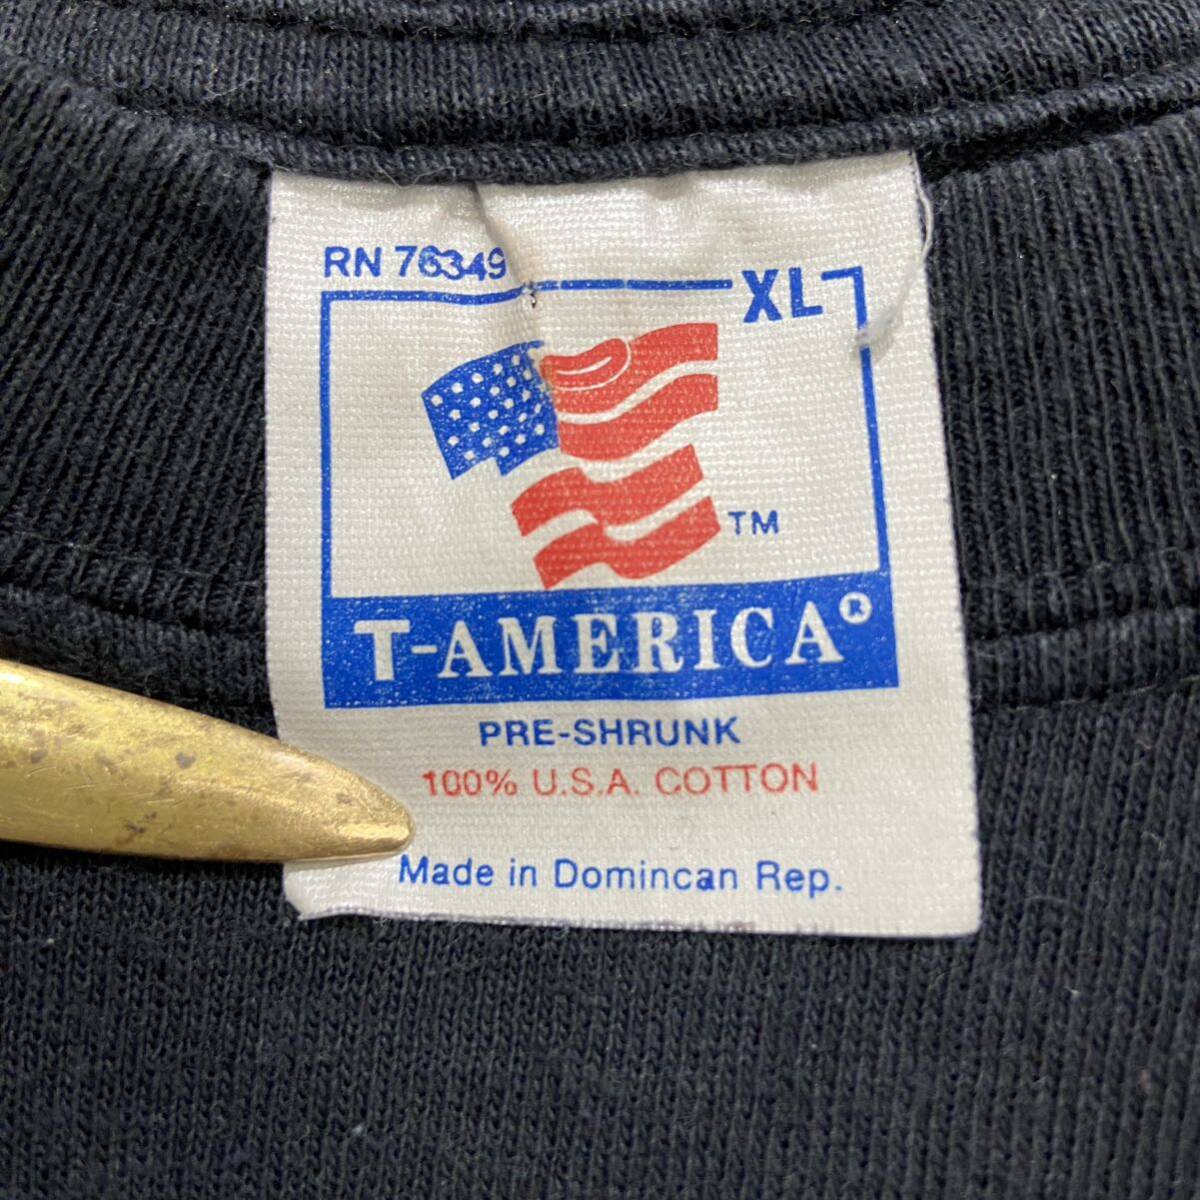 RN 76349
XL
TM
T-AMERICA®
PRE-SHRUNK
100% U.S.A. COTTON
Made in Domincan Rep.